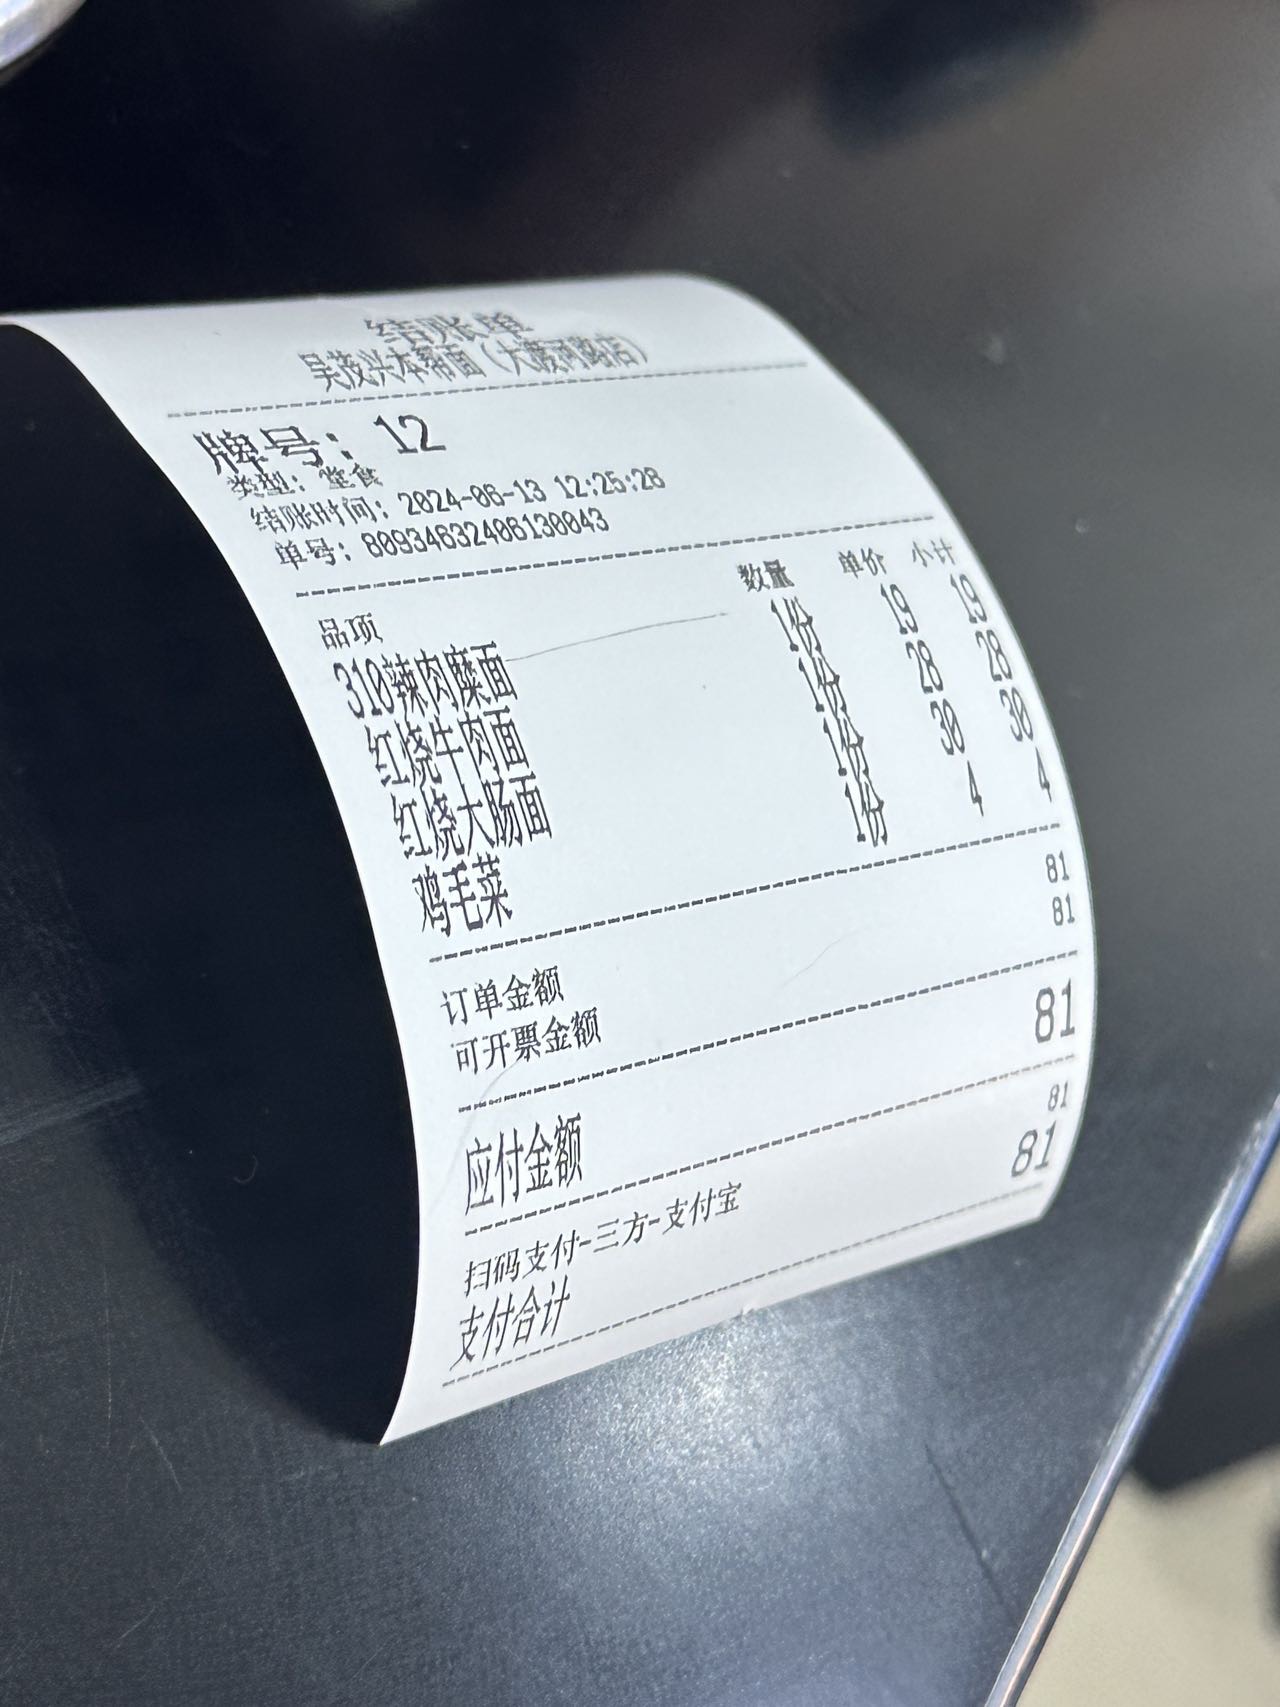 结账单
吴茂兴本帮面（大渡河路店）
牌号：12
类型：堂食
结账时间：2024-06-13 12:25:28
单号：80934632406130043
品项 数量 单价 小计
310辣肉糜面 1份 19 19
红烧牛肉面 1份 28 28
红烧大肠面 1份 30 30
鸡毛菜 1份 4 4
订单金额 81
可开票金额 81
应付金额 81
扫码支付-三方-支付宝 81
支付合计 81